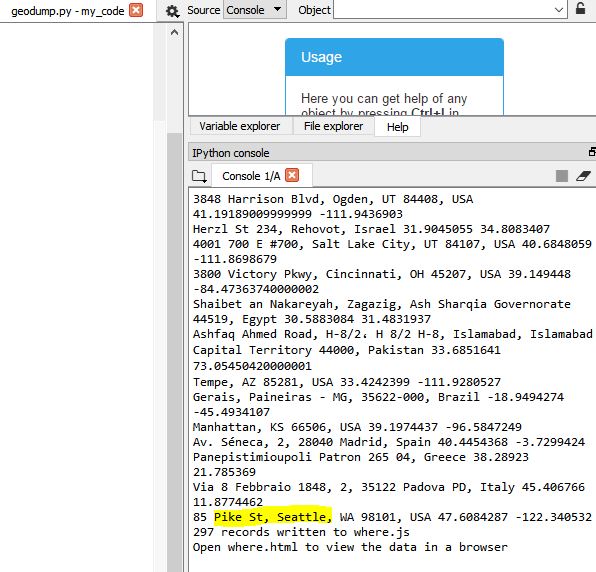 geodump.py - my_code
Source Console Object
Usage
Here you can get help of any
object by pressing Ctrl+I in
Variable explorer File explorer Help
IPython console
Console 1/A
3848 Harrison Blvd, Ogden, UT 84408, USA
41.19189009999999 -111.9436903
Herzl St 234, Rehovot, Israel 31.9045055 34.8083407
4001 700 E #700, Salt Lake City, UT 84107, USA 40.6848059
-111.8698679
3800 Victory Pkwy, Cincinnati, OH 45207, USA 39.149448
-84.47363740000002
Shaibet an Nakareyah, Zagazig, Ash Sharqia Governorate
44519, Egypt 30.5883084 31.4831937
Ashfaq Ahmed Road, H-8/2، H 8/2 H-8, Islamabad, Islamabad
Capital Territory 44000, Pakistan 33.6851641
73.05450420000001
Tempe, AZ 85281, USA 33.4242399 -111.9280527
Gerais, Paineiras - MG, 35622-000, Brazil -18.9494274
-45.4934107
Manhattan, KS 66506, USA 39.1974437 -96.5847249
Av. Séneca, 2, 28040 Madrid, Spain 40.4454368 -3.7299424
Panepistimioupoli Patron 265 04, Greece 38.28923
21.785369
Via 8 Febbraio 1848, 2, 35122 Padova PD, Italy 45.406766
11.8774462
85 Pike St, Seattle, WA 98101, USA 47.6084287 -122.340532
297 records written to where.js
Open where.html to view the data in a browser